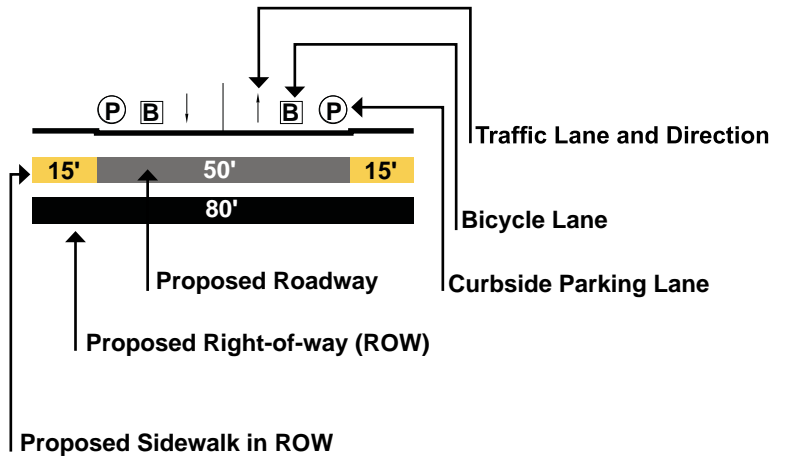 P B B P
Traffic Lane and Direction
15' 50' 15'
80'
Bicycle Lane
Proposed Roadway
Curbside Parking Lane
Proposed Right-of-way (ROW)
Proposed Sidewalk in ROW